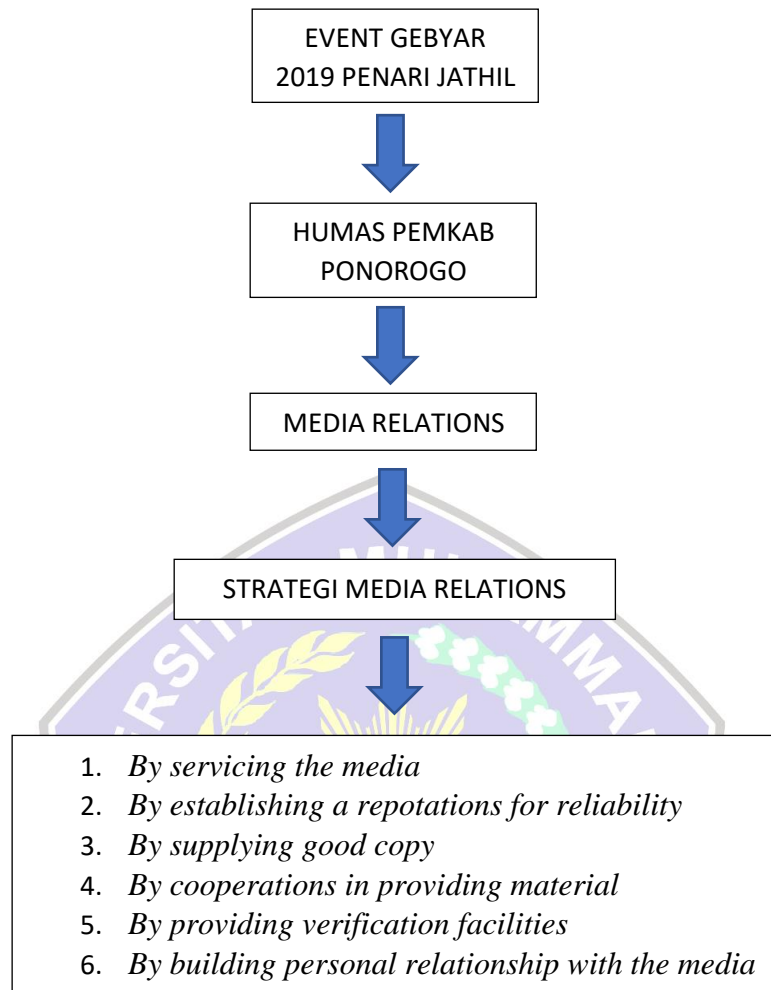 EVENT GEBYAR
2019 PENARI JATHIL
HUMAS PEMKAB
PONOROGO
MEDIA RELATIONS
STRATEGI MEDIA RELATIONS
1. By servicing the media
2. By establishing a repotations for reliability
3. By supplying good copy
4. By cooperations in providing material
5. By providing verification facilities
6. By building personal relationship with the media